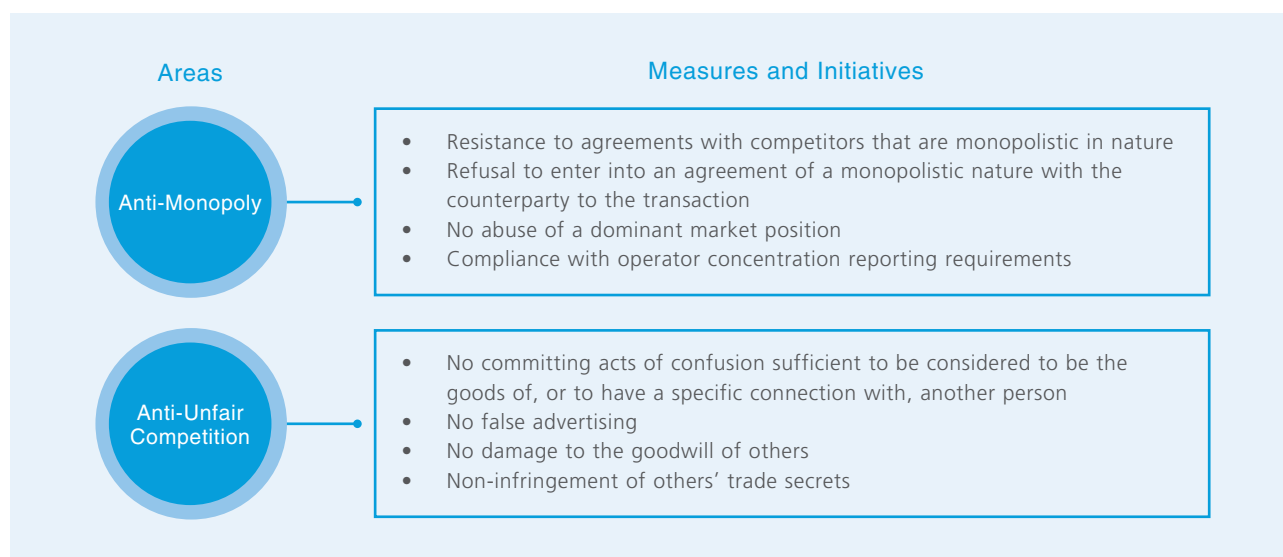 Areas
Measures and Initiatives
Anti-Monopoly
• Resistance to agreements with competitors that are monopolistic in nature
• Refusal to enter into an agreement of a monopolistic nature with the
counterparty to the transaction
• No abuse of a dominant market position
• Compliance with operator concentration reporting requirements
Anti-Unfair
Competition
• No committing acts of confusion sufficient to be considered to be the
goods of, or to have a specific connection with, another person
• No false advertising
• No damage to the goodwill of others
• Non-infringement of others’ trade secrets